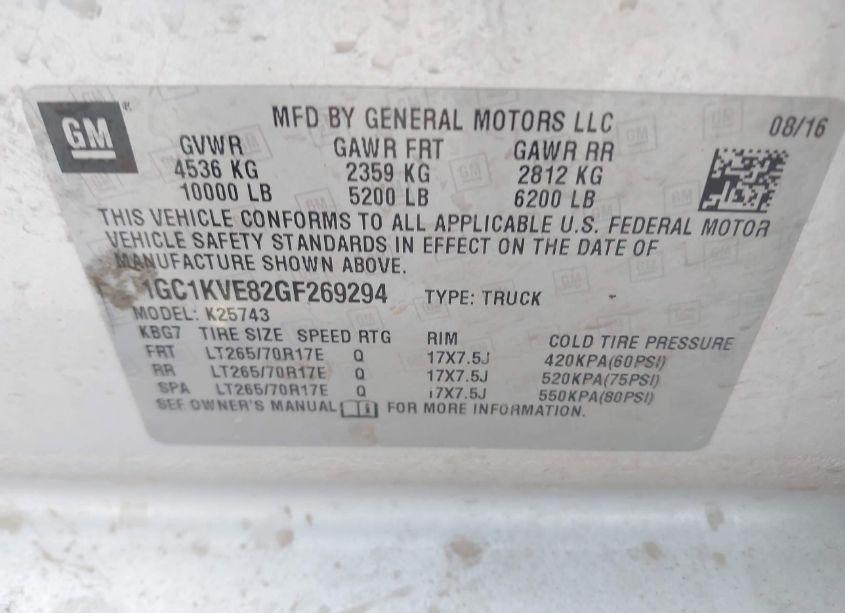 GM
MFD BY GENERAL MOTORS LLC 08/16
GVWR GAWR FRT GAWR RR
4536 KG 2359 KG 2812 KG
10000 LB 5200 LB 6200 LB
THIS VEHICLE CONFORMS TO ALL APPLICABLE U.S. FEDERAL MOTOR
VEHICLE SAFETY STANDARDS IN EFFECT ON THE DATE OF
MANUFACTURE SHOWN ABOVE.
1GC1KVE82GF269294 TYPE: TRUCK
MODEL: K25743
KBG7 TIRE SIZE SPEED RTG RIM COLD TIRE PRESSURE
FRT LT265/70R17E Q 17X7.5J 420KPA(60PSI)
RR LT265/70R17E Q 17X7.5J 520KPA(75PSI)
SPA LT265/70R17E Q 17X7.5J 550KPA(80PSI)
SEE OWNER'S MANUAL FOR MORE INFORMATION.